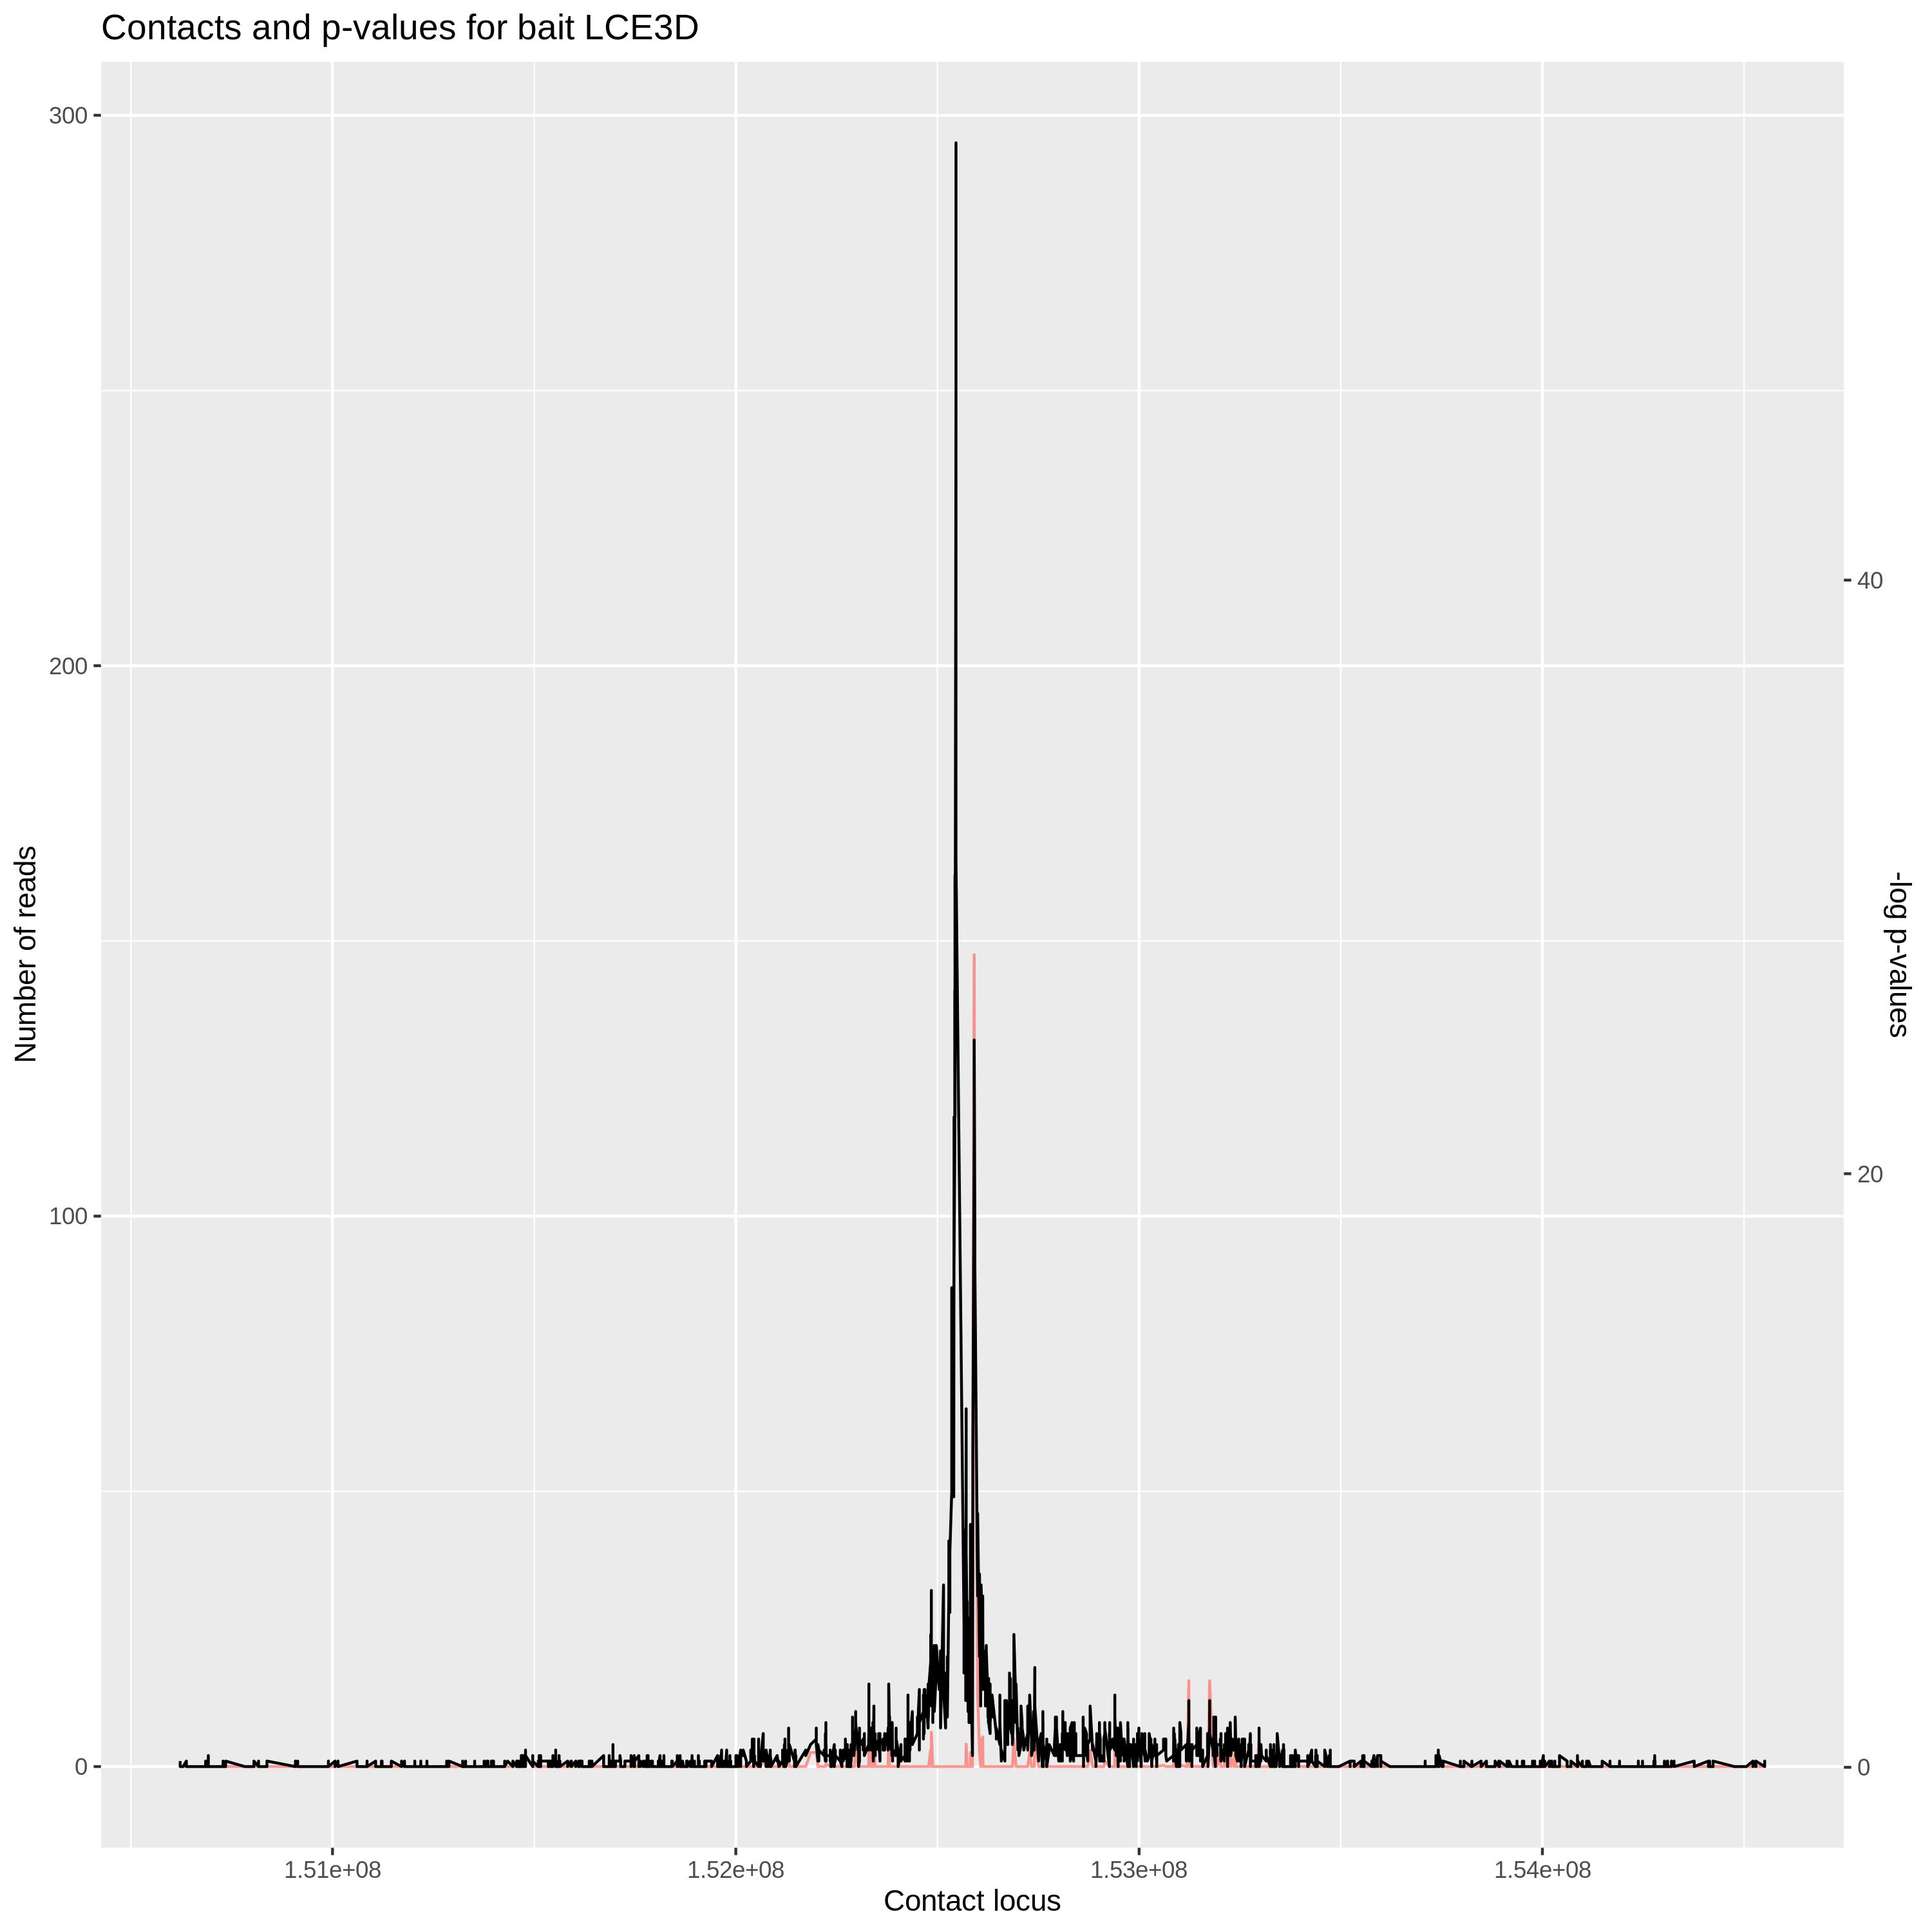 Contacts and p-values for bait LCE3D
300
200
100
0
Number of reads
40
20
0
-log p-values
1.51e+08
1.52e+08
1.53e+08
1.54e+08
Contact locus